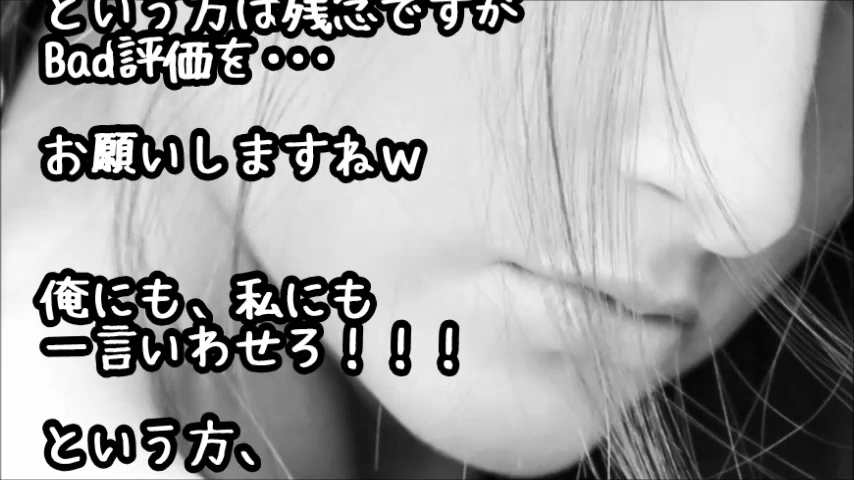 という方は残念ですが
Bad評価を・・・
お願いしますねw
俺にも、私にも
一言いわせろ！！！
という方、